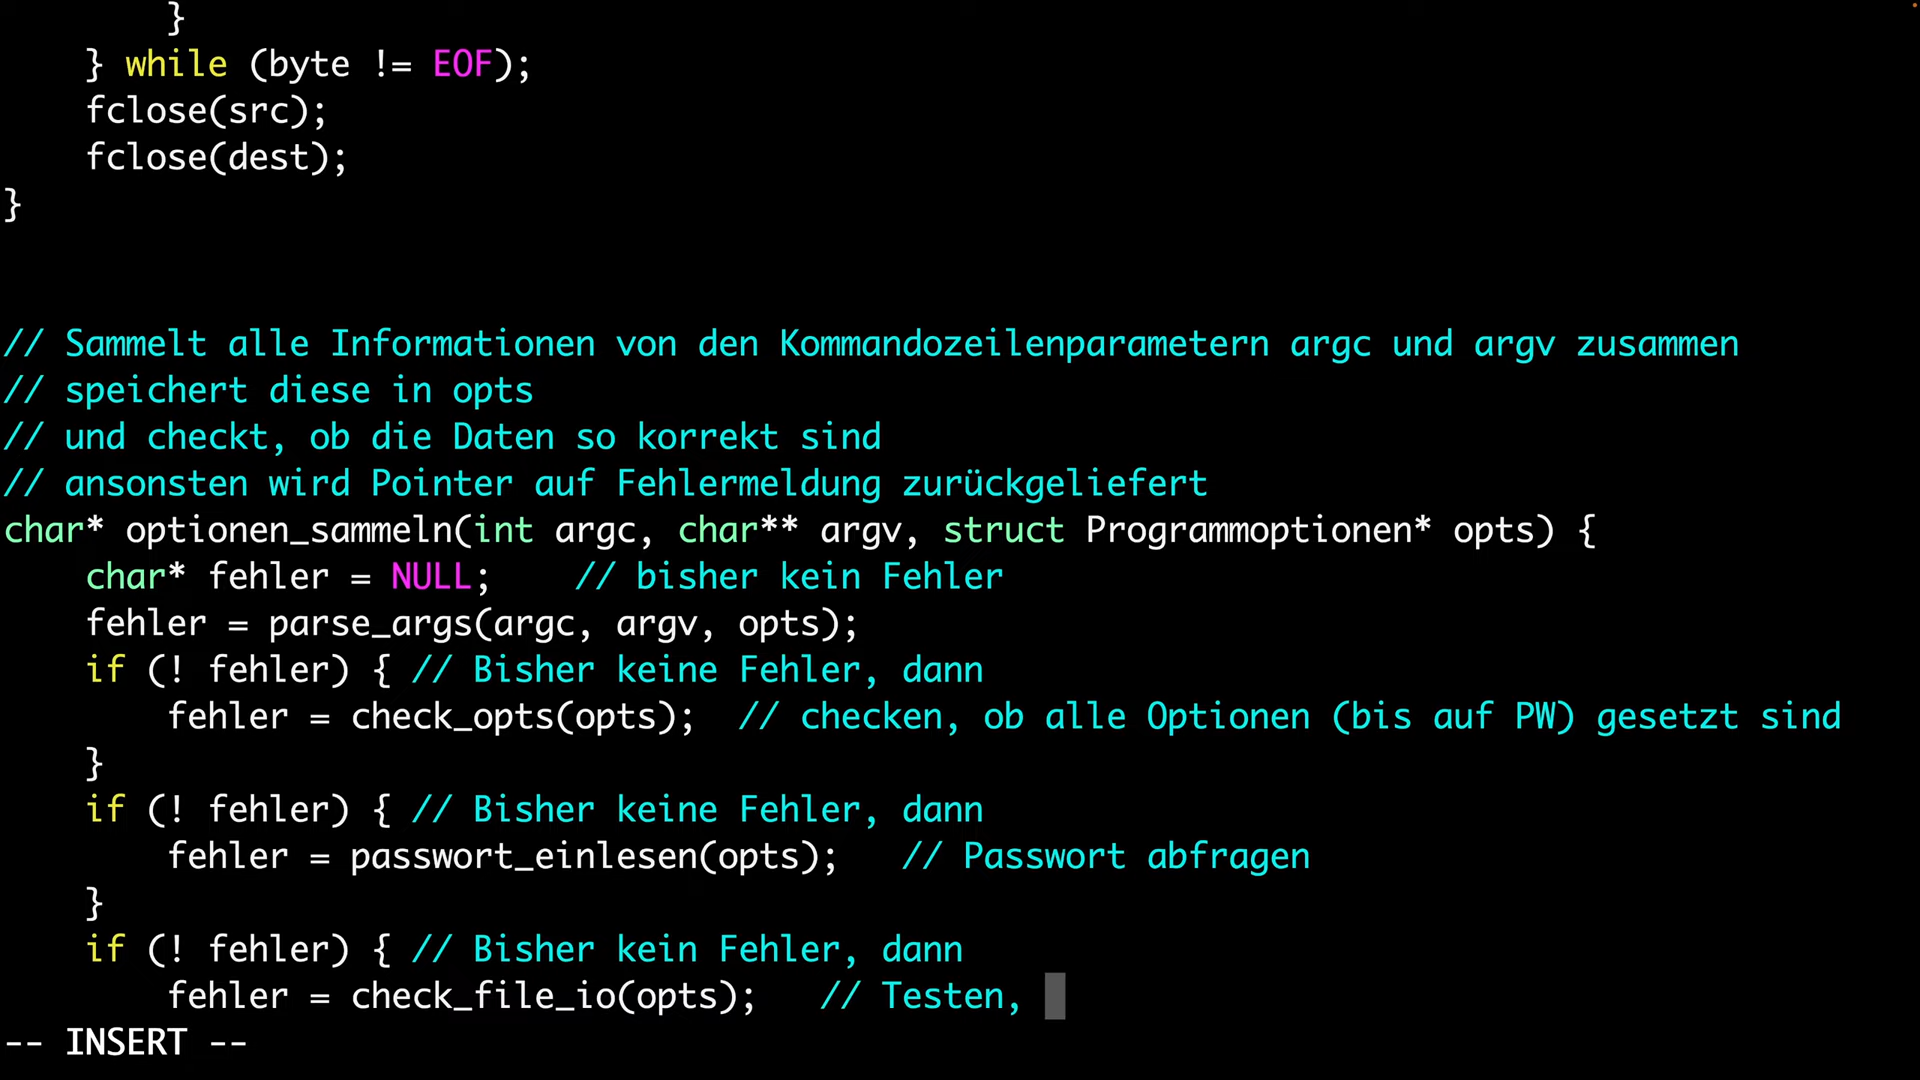 }
    } while (byte != EOF);
    fclose(src);
    fclose(dest);
}
// Sammelt alle Informationen von den Kommandozeilenparametern argc und argv zusammen
// speichert diese in opts
// und checkt, ob die Daten so korrekt sind
// ansonsten wird Pointer auf Fehlermeldung zurückgeliefert
char* optionen_sammeln(int argc, char** argv, struct Programmoptionen* opts) {
    char* fehler = NULL;    // bisher kein Fehler
    fehler = parse_args(argc, argv, opts);
    if (! fehler) { // Bisher keine Fehler, dann
        fehler = check_opts(opts);  // checken, ob alle Optionen (bis auf PW) gesetzt sind
    }
    if (! fehler) { // Bisher keine Fehler, dann
        fehler = passwort_einlesen(opts);   // Passwort abfragen
    }
    if (! fehler) { // Bisher kein Fehler, dann
        fehler = check_file_io(opts);   // Testen,
-- INSERT --